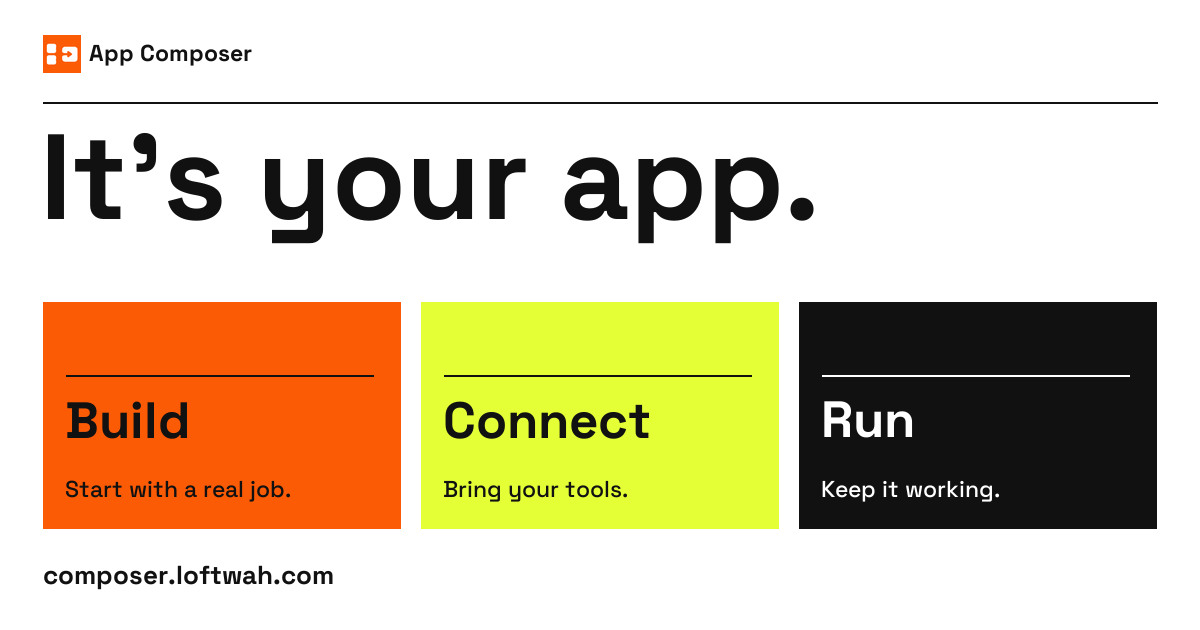 App Composer
It’s your app.
Build
Start with a real job.
Connect
Bring your tools.
Run
Keep it working.
composer.loftwah.com